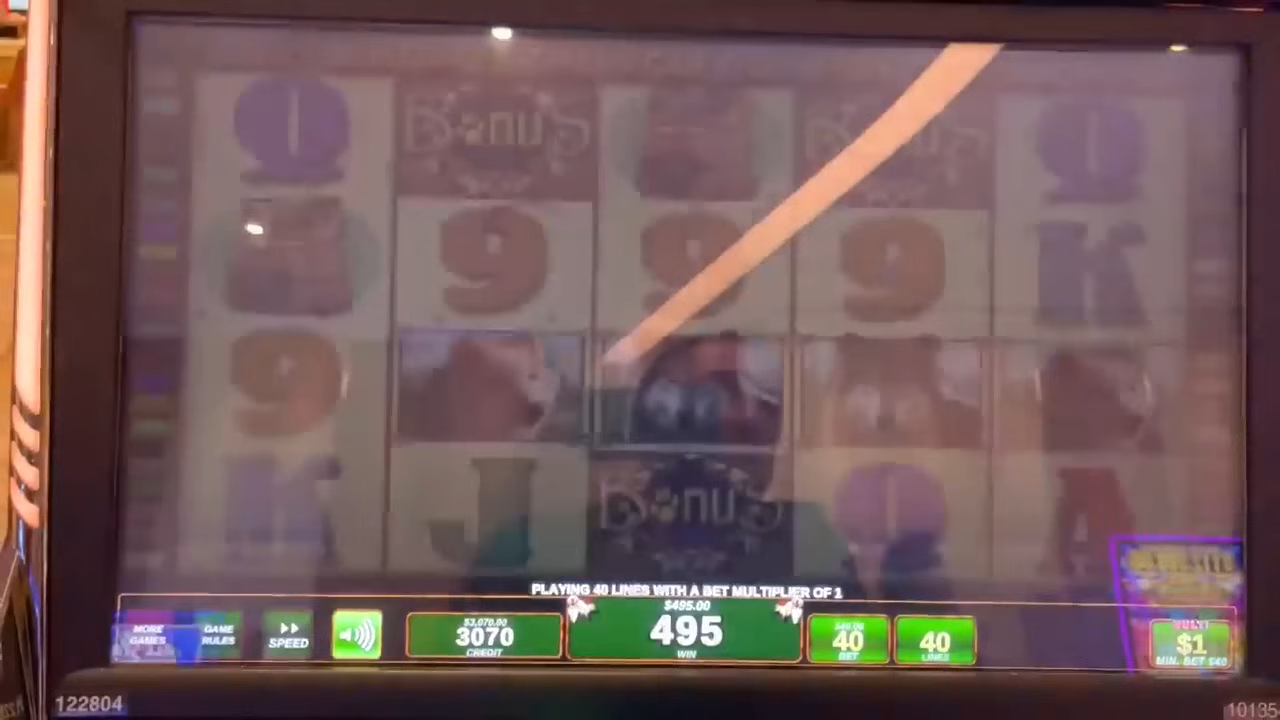 Q BONUS BONUS Q
9 9 9 K
9
K J BONUS Q A
PLAYING 40 LINES WITH A BET MULTIPLIER OF 1
MORE GAMES
GAME RULES
SPEED
$3,070.00
3070
CREDIT
$495.00
495
WIN
40
BET
40
LINES
$1
MIN. BET $40
122804
10135